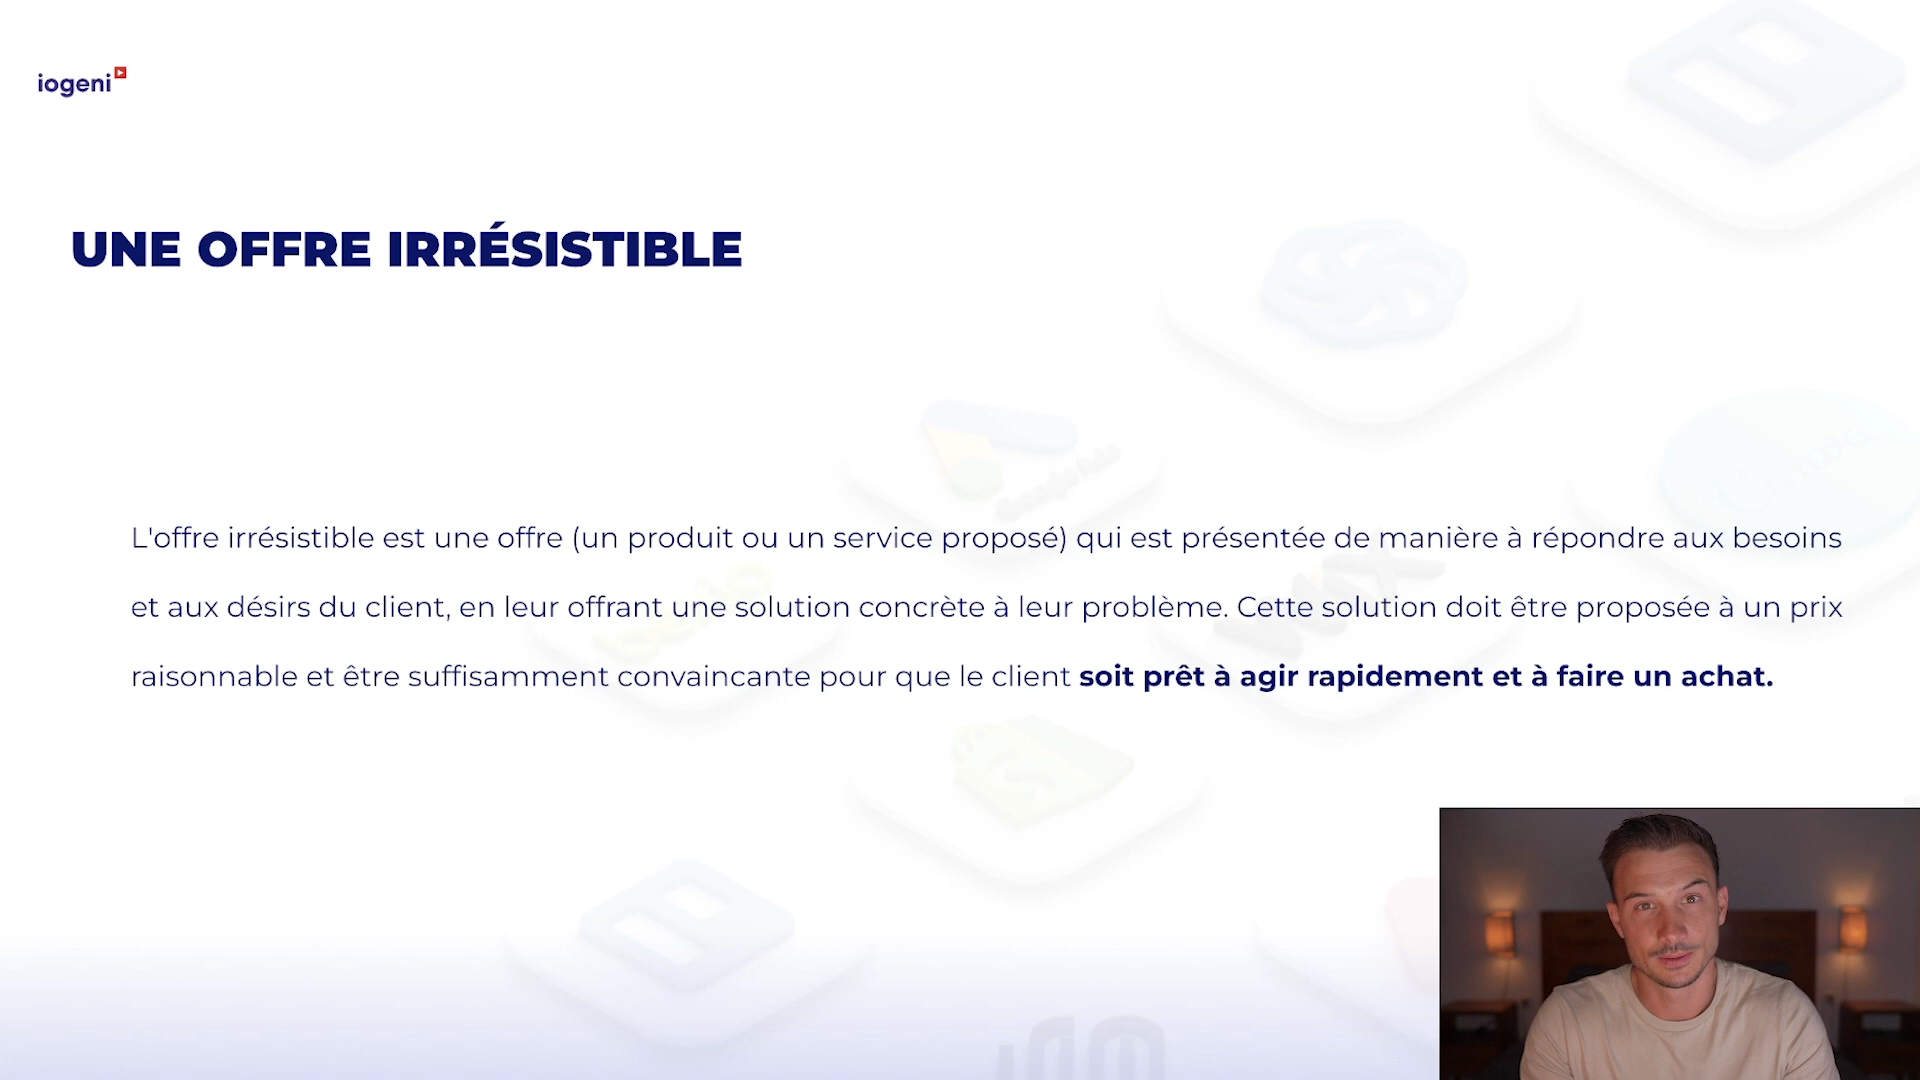 iogeni
UNE OFFRE IRRÉSISTIBLE
L'offre irrésistible est une offre (un produit ou un service proposé) qui est présentée de manière à répondre aux besoins
et aux désirs du client, en leur offrant une solution concrète à leur problème. Cette solution doit être proposée à un prix
raisonnable et être suffisamment convaincante pour que le client soit prêt à agir rapidement et à faire un achat.